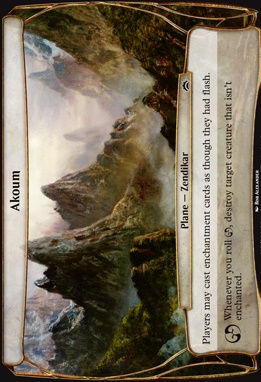 Akoum
Plane — Zendikar
Players may cast enchantment cards as though they had flash.
Whenever you roll , destroy target creature that isn't
enchanted.
Rob Alexander